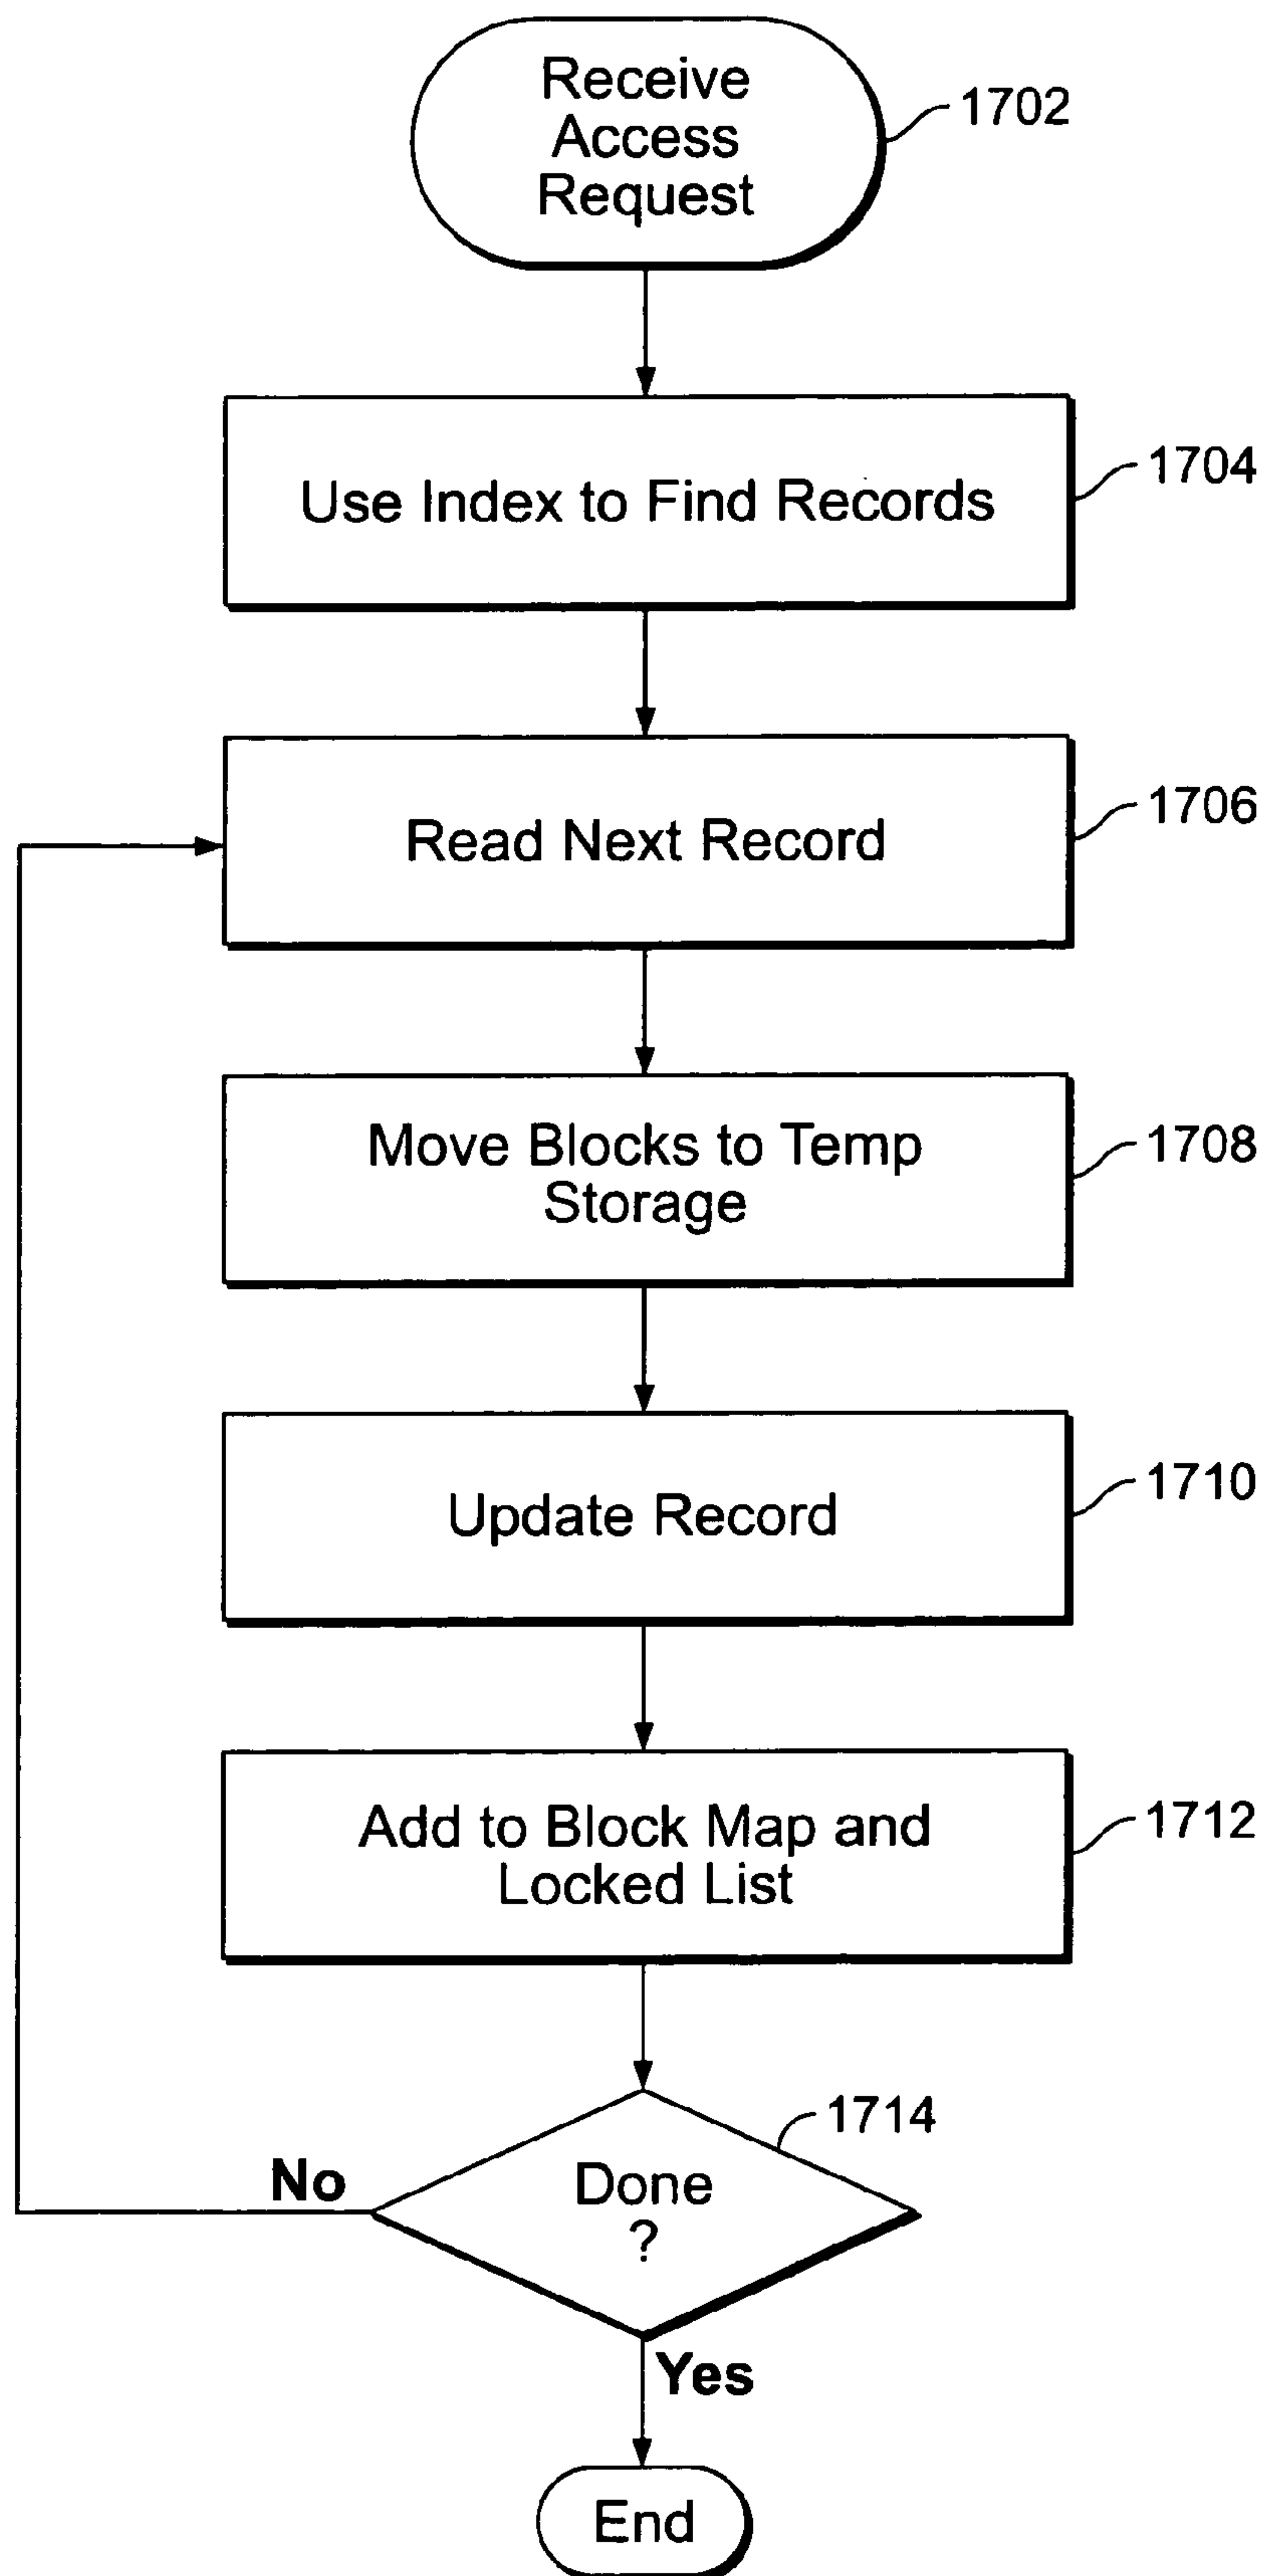 Receive
Access
Request
1702
Use Index to Find Records
1704
Read Next Record
1706
Move Blocks to Temp
Storage
1708
Update Record
1710
Add to Block Map and
Locked List
1712
1714
Done
?
No
Yes
End